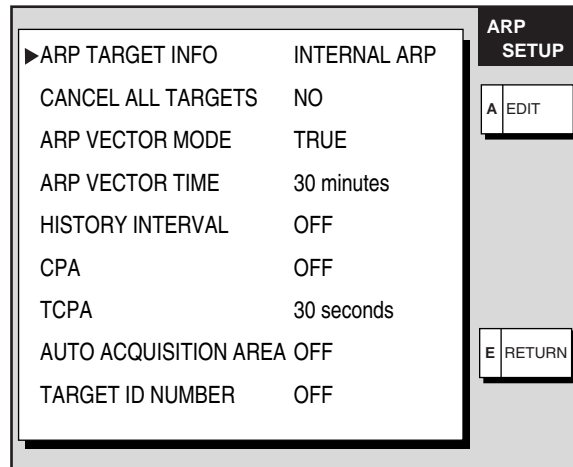 ARP
SETUP
▶ARP TARGET INFO INTERNAL ARP
CANCEL ALL TARGETS NO
ARP VECTOR MODE TRUE
ARP VECTOR TIME 30 minutes
HISTORY INTERVAL OFF
CPA OFF
TCPA 30 seconds
AUTO ACQUISITION AREA OFF
TARGET ID NUMBER OFF
A EDIT
E RETURN